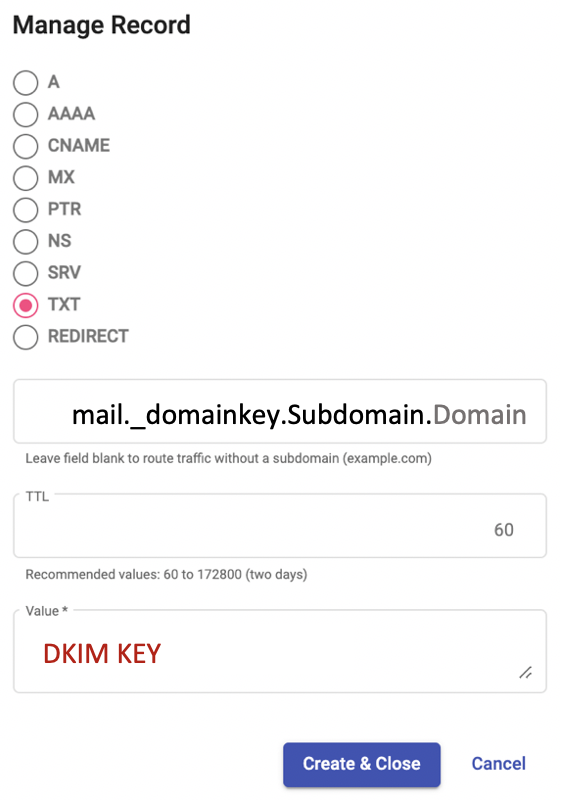 Manage Record
A
AAAA
CNAME
MX
PTR
NS
SRV
TXT
REDIRECT
mail._domainkey.Subdomain.Domain
Leave field blank to route traffic without a subdomain (example.com)
TTL
60
Recommended values: 60 to 172800 (two days)
Value *
DKIM KEY
Create & Close Cancel